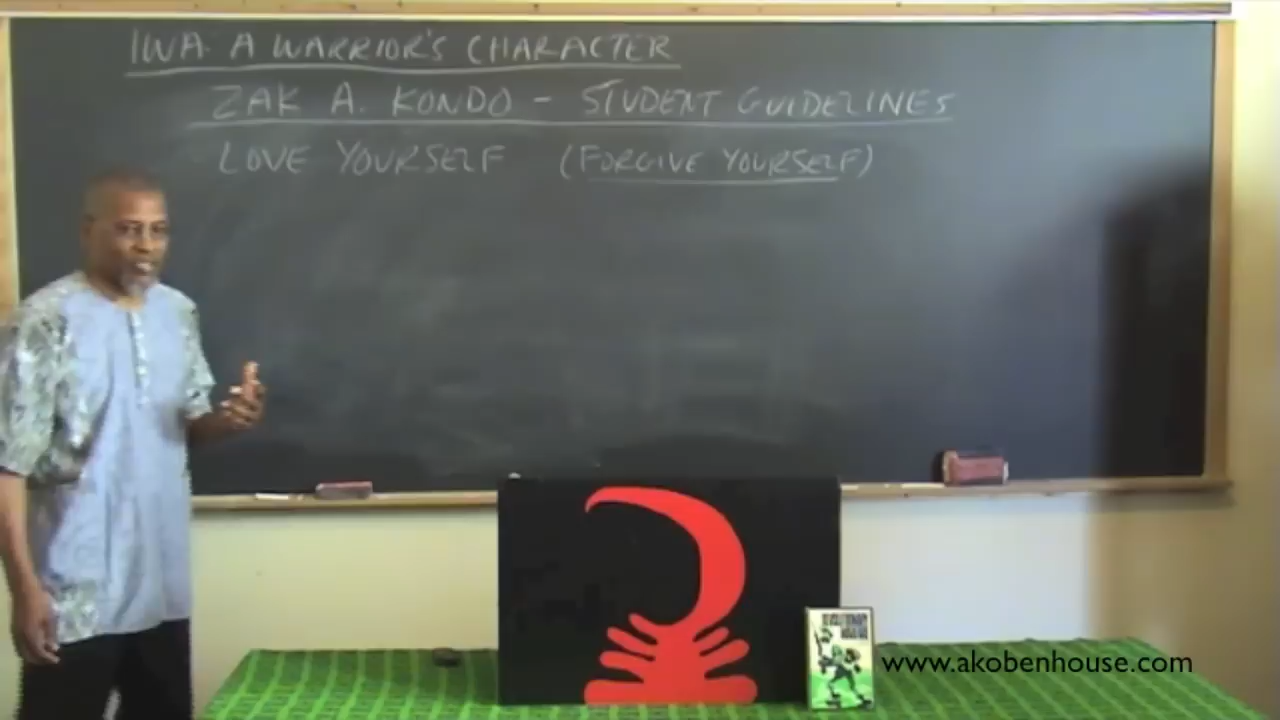 IWA A WARRIOR'S CHARACTER
ZAK A. KONDO - STUDENT GUIDELINES
LOVE YOURSELF (FORGIVE YOURSELF)
www.akobenhouse.com